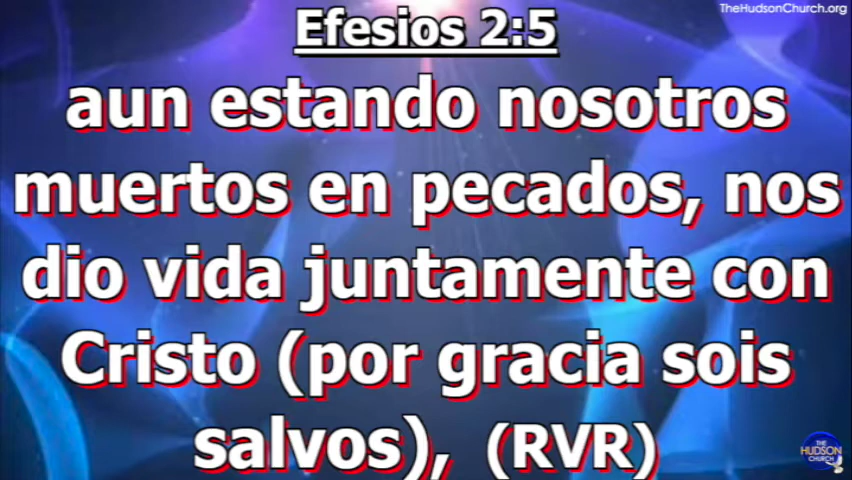 TheHudsonChurch.org
Efesios 2:5
aun estando nosotros
muertos en pecados, nos
dio vida juntamente con
Cristo (por gracia sois
salvos), (RVR)
THE
HUDSON
CHURCH